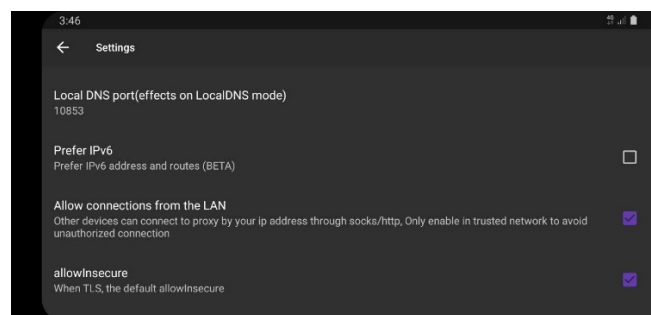 3:46
4G
Settings
Local DNS port(effects on LocalDNS mode)
10853
Prefer IPv6
Prefer IPv6 address and routes (BETA)
Allow connections from the LAN
Other devices can connect to proxy by your ip address through socks/http, Only enable in trusted network to avoid
unauthorized connection
allowInsecure
When TLS, the default allowInsecure